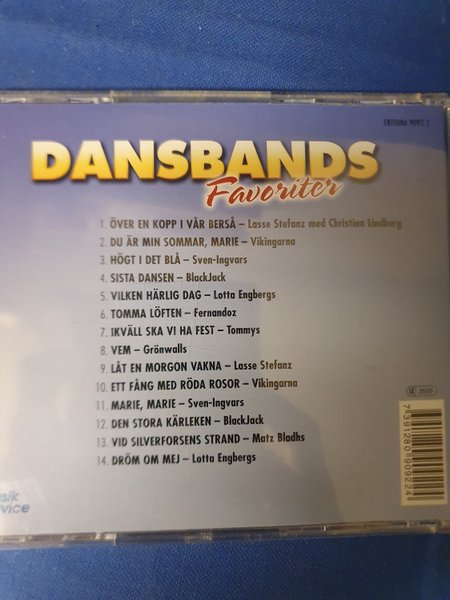 FRITUNA 9092 2
DANSBANDS
Favoriter
1. ÖVER EN KOPP I VÅR BERSÅ – Lasse Stefanz med Christina Lindberg
2. DU ÄR MIN SOMMAR, MARIE – Vikingarna
3. HÖGT I DET BLÅ – Sven-Ingvars
4. SISTA DANSEN – BlackJack
5. VILKEN HÄRLIG DAG – Lotta Engbergs
6. TOMMA LÖFTEN – Fernandoz
7. IKVÄLL SKA VI HA FEST – Tommys
8. VEM – Grönwalls
9. LÅT EN MORGON VAKNA – Lasse Stefanz
10. ETT FÅNG MED RÖDA ROSOR – Vikingarna
11. MARIE, MARIE – Sven-Ingvars
12. DEN STORA KÄRLEKEN – BlackJack
13. VID SILVERFORSENS STRAND – Matz Bladhs
14. DRÖM OM MEJ – Lotta Engbergs
7391280909224